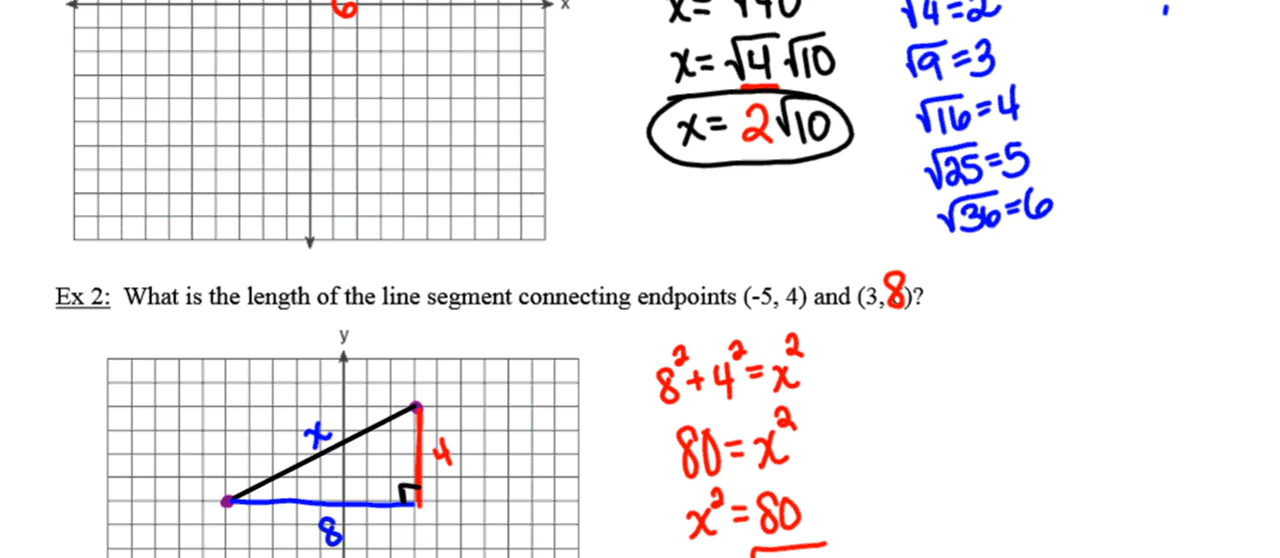 6
x
x = √40
x = √4 √10
x = 2√10
√4 = 2
√9 = 3
√16 = 4
√25 = 5
√36 = 6
Ex 2: What is the length of the line segment connecting endpoints (-5, 4) and (3,8)?
y
x
4
8
8² + 4² = x²
80 = x²
x² = 80